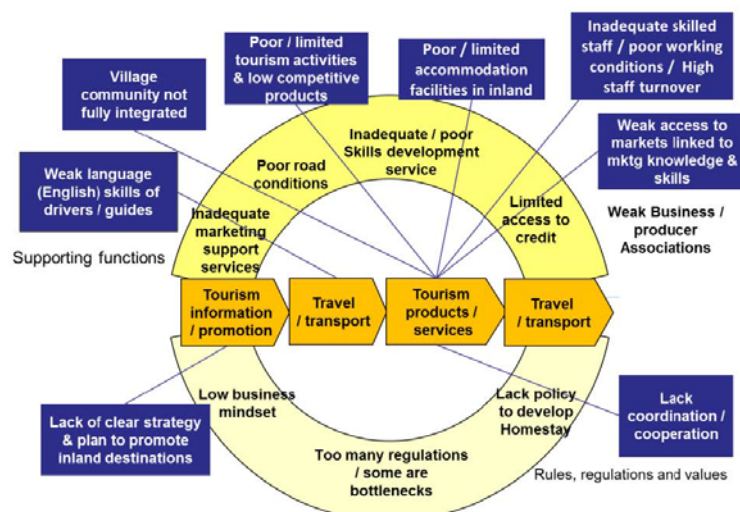 Poor / limited
tourism activities
& low competitive
products
Poor / limited
accommodation
facilities in inland
Inadequate skilled
staff / poor working
conditions / High
staff turnover
Village
community not
fully integrated
Weak access to
markets linked to
mktg knowledge &
skills
Weak language
(English) skills of
drivers / guides
Inadequate / poor
Skills development
service
Poor road
conditions
Inadequate
marketing
support
services
Limited
access to
credit
Weak Business /
producer
Associations
Supporting functions
Tourism
information
/ promotion
Travel
/ transport
Tourism
products /
services
Travel
/ transport
Low business
mindset
Lack policy
to develop
Homestay
Too many regulations
/ some are
bottlenecks
Lack of clear strategy
& plan to promote
inland destinations
Lack
coordination /
cooperation
Rules, regulations and values